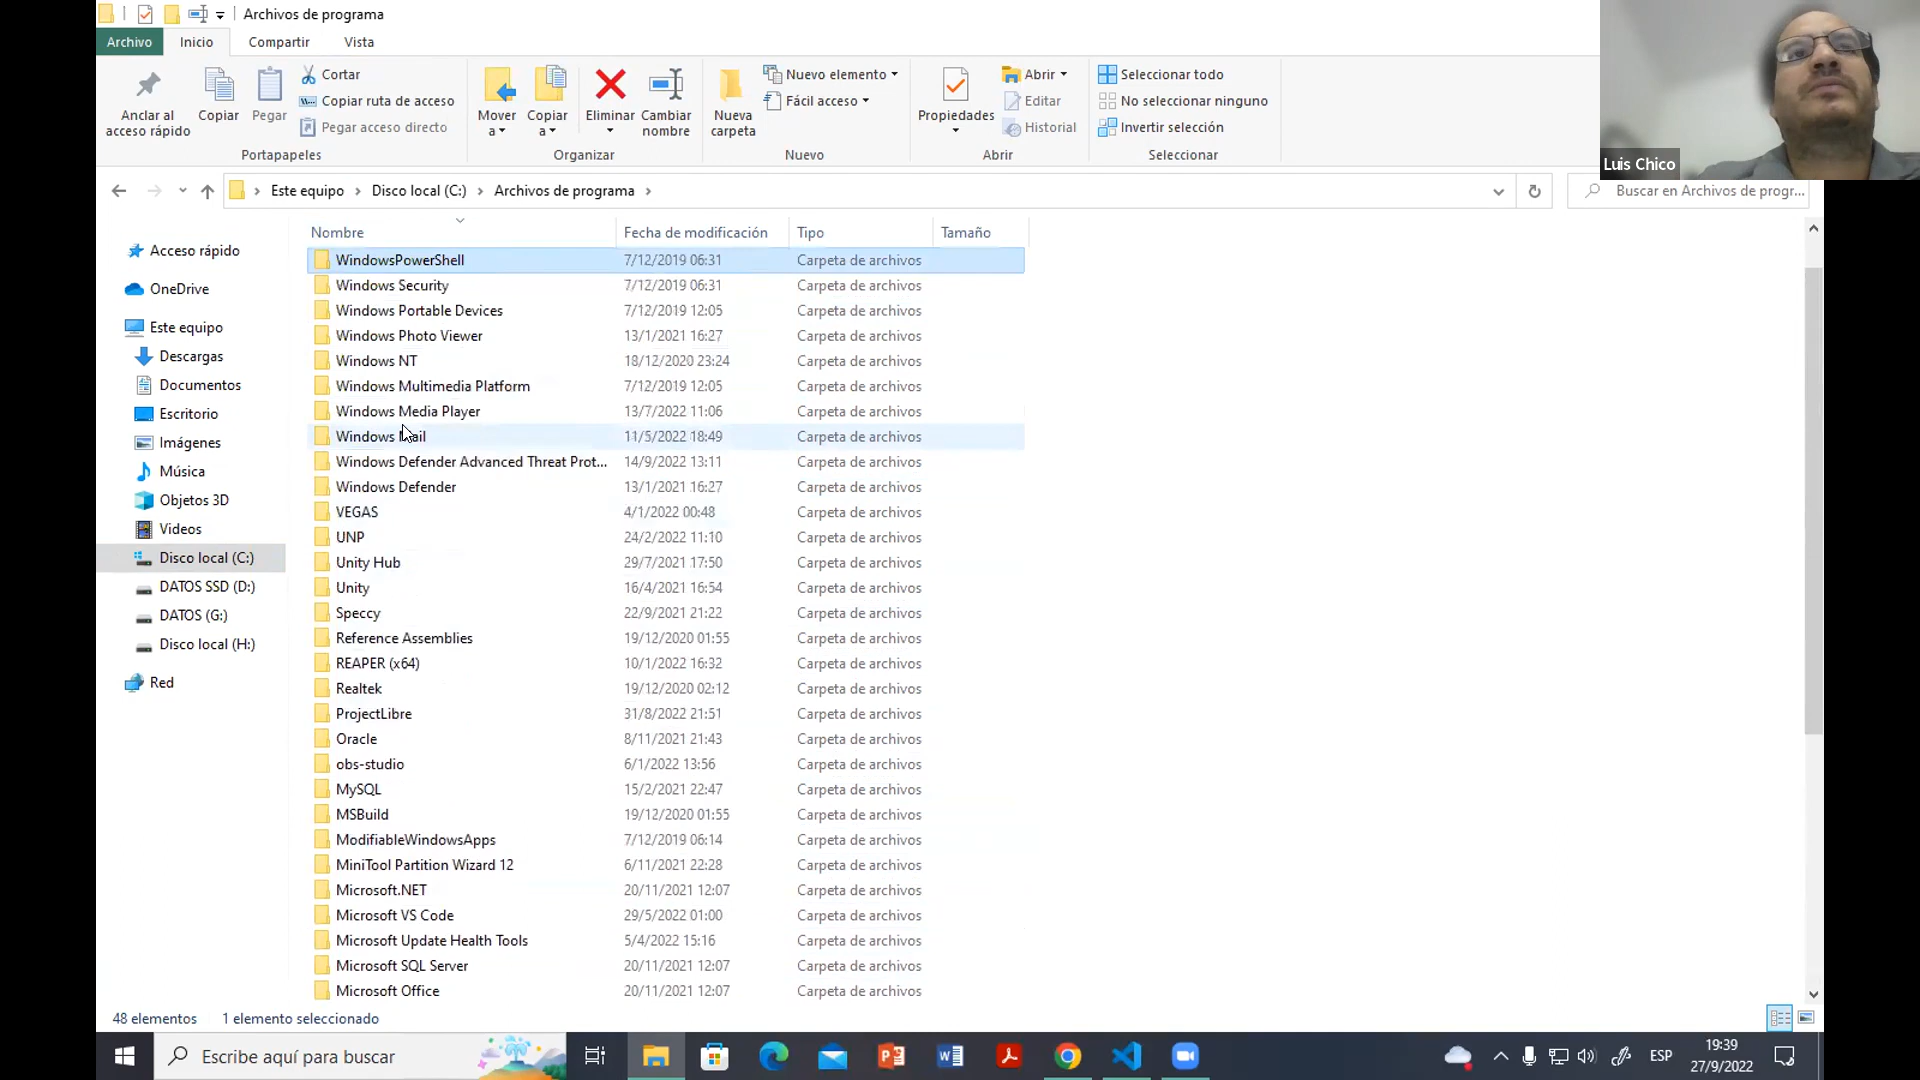 Archivos de programa
Archivo Inicio Compartir Vista
Anclar al acceso rápido
Copiar
Pegar
Cortar
Copiar ruta de acceso
Pegar acceso directo
Portapapeles
Mover a
Copiar a
Eliminar
Cambiar nombre
Organizar
Nueva carpeta
Nuevo elemento
Fácil acceso
Nuevo
Propiedades
Abrir
Editar
Historial
Abrir
Seleccionar todo
No seleccionar ninguno
Invertir selección
Seleccionar
Luis Chico
Este equipo > Disco local (C:) > Archivos de programa >
Buscar en Archivos de progr...
Acceso rápido
OneDrive
Este equipo
Descargas
Documentos
Escritorio
Imágenes
Música
Objetos 3D
Videos
Disco local (C:)
DATOS SSD (D:)
DATOS (G:)
Disco local (H:)
Red
Nombre Fecha de modificación Tipo Tamaño
WindowsPowerShell 7/12/2019 06:31 Carpeta de archivos
Windows Security 7/12/2019 06:31 Carpeta de archivos
Windows Portable Devices 7/12/2019 12:05 Carpeta de archivos
Windows Photo Viewer 13/1/2021 16:27 Carpeta de archivos
Windows NT 18/12/2020 23:24 Carpeta de archivos
Windows Multimedia Platform 7/12/2019 12:05 Carpeta de archivos
Windows Media Player 13/7/2022 11:06 Carpeta de archivos
Windows Mail 11/5/2022 18:49 Carpeta de archivos
Windows Defender Advanced Threat Prot... 14/9/2022 13:11 Carpeta de archivos
Windows Defender 13/1/2021 16:27 Carpeta de archivos
VEGAS 4/1/2022 00:48 Carpeta de archivos
UNP 24/2/2022 11:10 Carpeta de archivos
Unity Hub 29/7/2021 17:50 Carpeta de archivos
Unity 16/4/2021 16:54 Carpeta de archivos
Speccy 22/9/2021 21:22 Carpeta de archivos
Reference Assemblies 19/12/2020 01:55 Carpeta de archivos
REAPER (x64) 10/1/2022 16:32 Carpeta de archivos
Realtek 19/12/2020 02:12 Carpeta de archivos
ProjectLibre 31/8/2022 21:51 Carpeta de archivos
Oracle 8/11/2021 21:43 Carpeta de archivos
obs-studio 6/1/2022 13:56 Carpeta de archivos
MySQL 15/2/2021 22:47 Carpeta de archivos
MSBuild 19/12/2020 01:55 Carpeta de archivos
ModifiableWindowsApps 7/12/2019 06:14 Carpeta de archivos
MiniTool Partition Wizard 12 6/11/2021 22:28 Carpeta de archivos
Microsoft.NET 20/11/2021 12:07 Carpeta de archivos
Microsoft VS Code 29/5/2022 01:00 Carpeta de archivos
Microsoft Update Health Tools 5/4/2022 15:16 Carpeta de archivos
Microsoft SQL Server 20/11/2021 12:07 Carpeta de archivos
Microsoft Office 20/11/2021 12:07 Carpeta de archivos
48 elementos 1 elemento seleccionado
Escribe aquí para buscar
ESP
19:39
27/9/2022